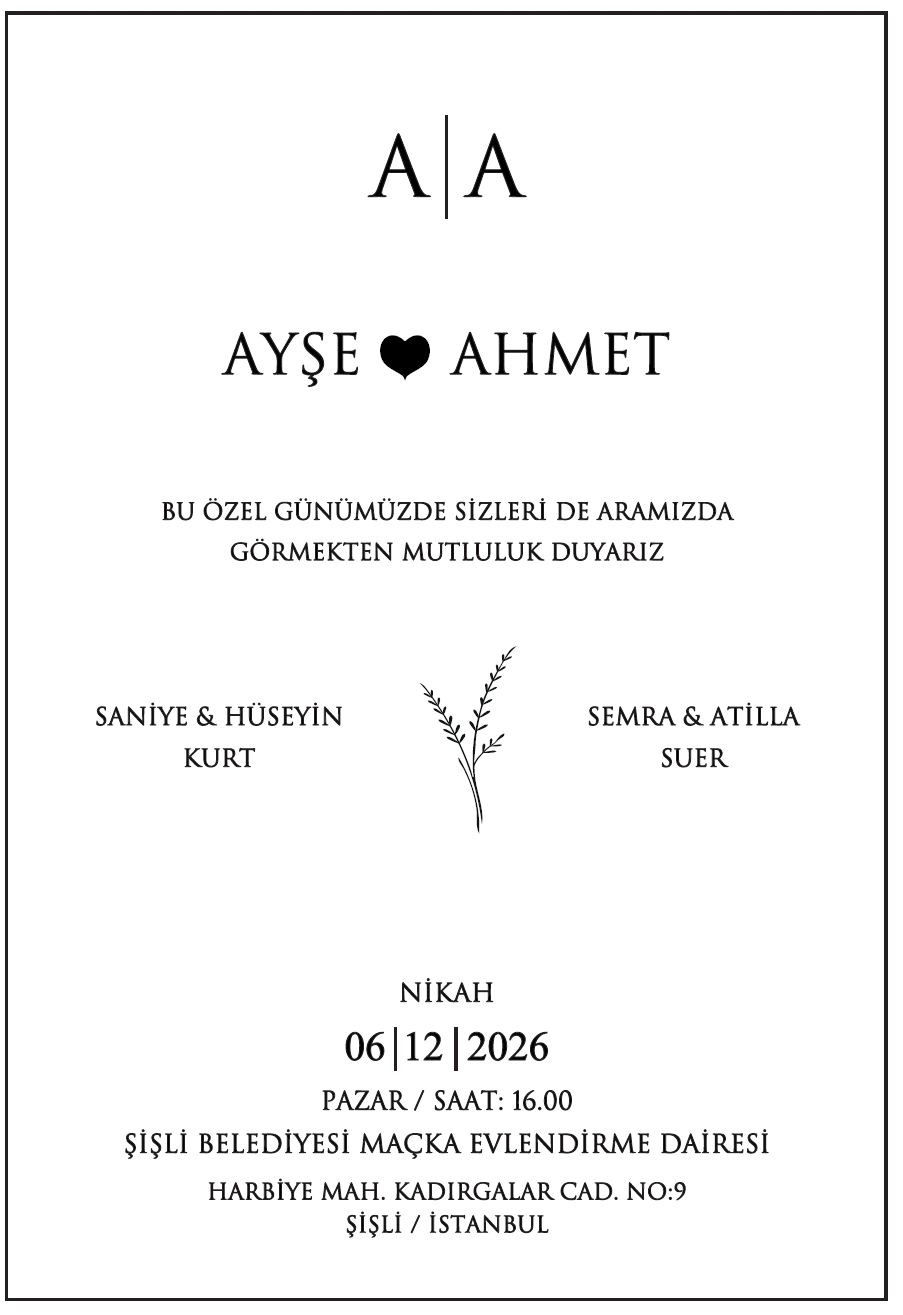 A|A
AYŞE ♥ AHMET
BU ÖZEL GÜNÜMÜZDE SİZLERİ DE ARAMIZDA
GÖRMEKTEN MUTLULUK DUYARIZ
SANİYE & HÜSEYİN
KURT
SEMRA & ATİLLA
SUER
NİKAH
06|12|2026
PAZAR / SAAT: 16.00
ŞİŞLİ BELEDİYESİ MAÇKA EVLENDİRME DAİRESİ
HARBİYE MAH. KADIRGALAR CAD. NO:9
ŞİŞLİ / İSTANBUL